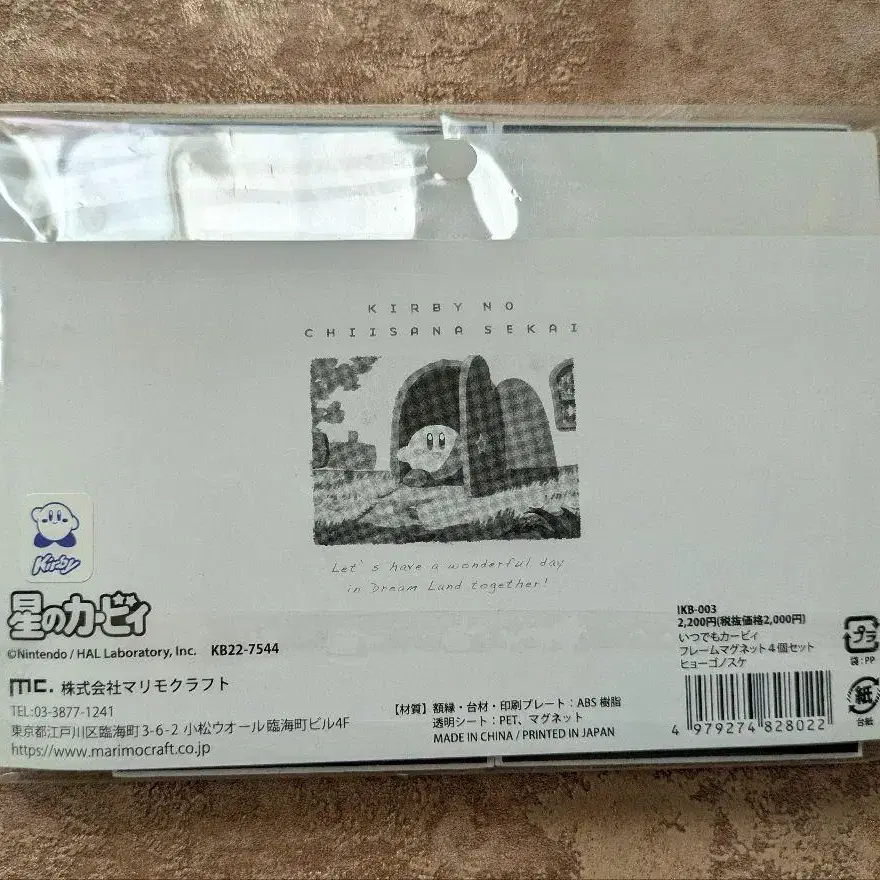 KIRBY NO
CHIISANA SEKAI
Let's have a wonderful day
in Dream Land together!
Kirby
星のカービィ
©Nintendo / HAL Laboratory, Inc. KB22-7544
mc. 株式会社マリモクラフト
TEL:03-3877-1241
東京都江戸川区臨海町3-6-2 小松ウオール臨海町ビル4F
https://www.marimocraft.co.jp
【材質】額縁・台材・印刷プレート：ABS 樹脂
透明シート：PET、マグネット
MADE IN CHINA / PRINTED IN JAPAN
IKB-003
2,200円(税抜価格2,000円)
いつでもカービィ
フレームマグネット4個セット
ヒョーゴノスケ
4 979274 828022
プラ
袋：PP
紙
台紙